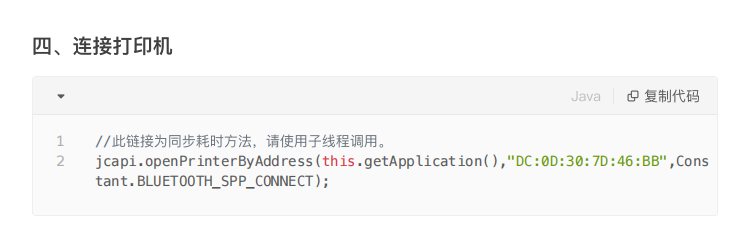 四、连接打印机
Java 复制代码
1 //此链接为同步耗时方法，请使用子线程调用。
2 jcapi.openPrinterByAddress(this.getApplication(),"DC:0D:30:7D:46:BB",Cons
tant.BLUETOOTH_SPP_CONNECT);